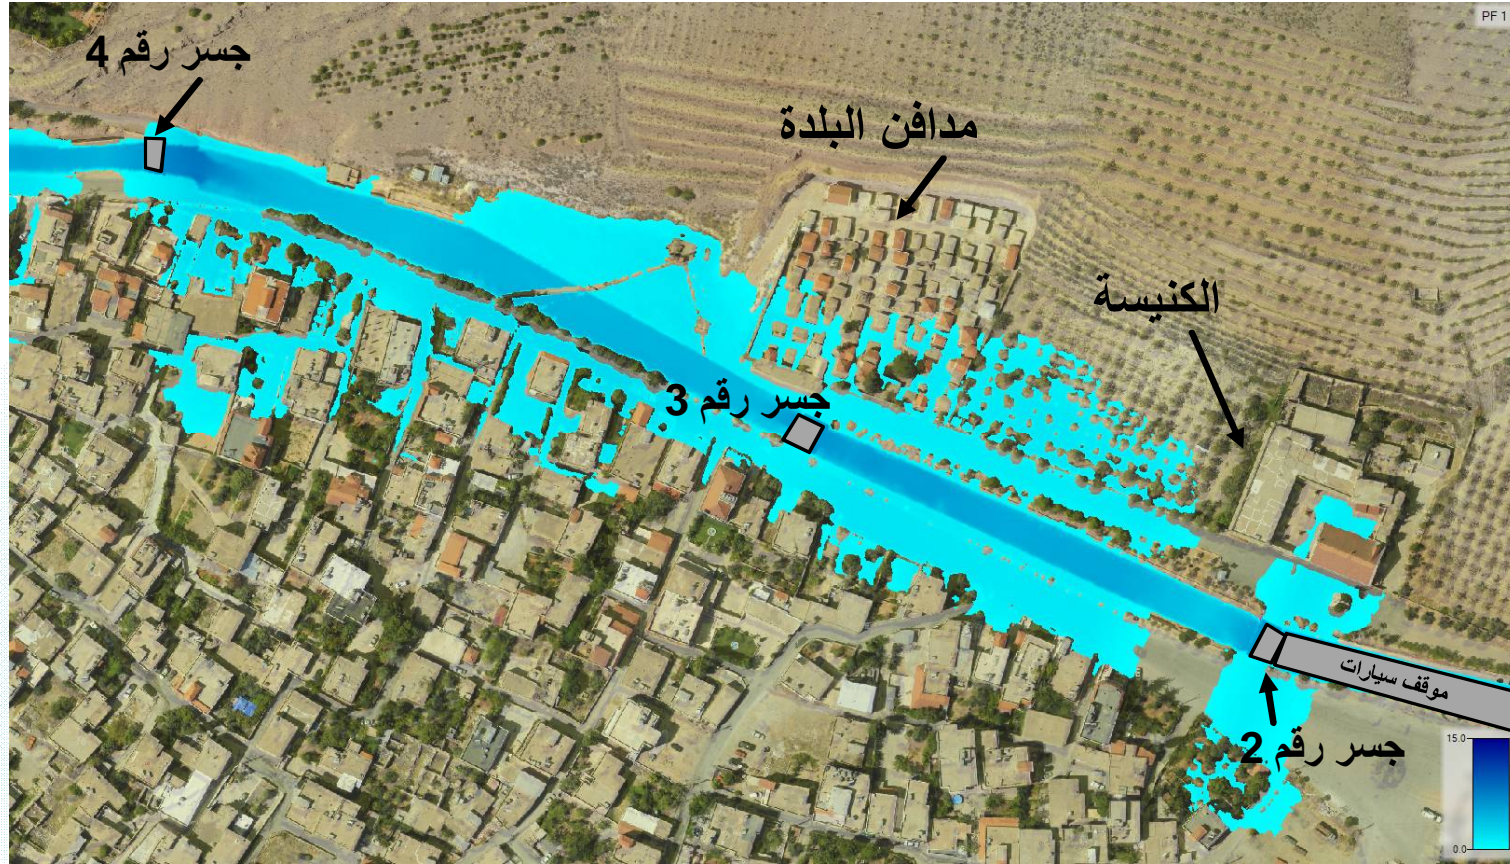 PF 1
جسر رقم 4
مدافن البلدة
الكنيسة
جسر رقم 3
موقف سيارات
جسر رقم 2
15.0
0.0